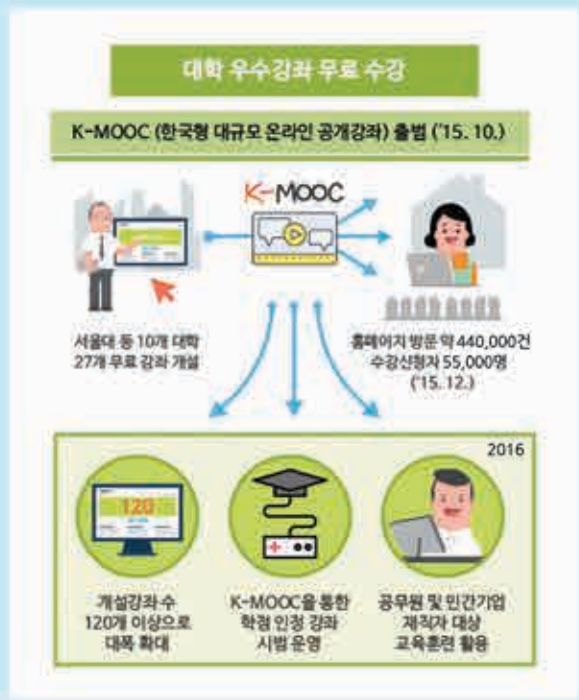 대학 우수강좌 무료 수강
K-MOOC (한국형 대규모 온라인 공개강좌) 출범 ('15. 10.)
K-MOOC
서울대 등 10개 대학
27개 무료 강좌 개설
홈페이지 방문 약 440,000건
수강신청자 55,000명
('15. 12.)
2016
120
개설강좌 수
120개 이상으로
대폭 확대
K-MOOC을 통한
학점 인정 강좌
시범 운영
공무원 및 민간기업
재직자 대상
교육훈련 활용